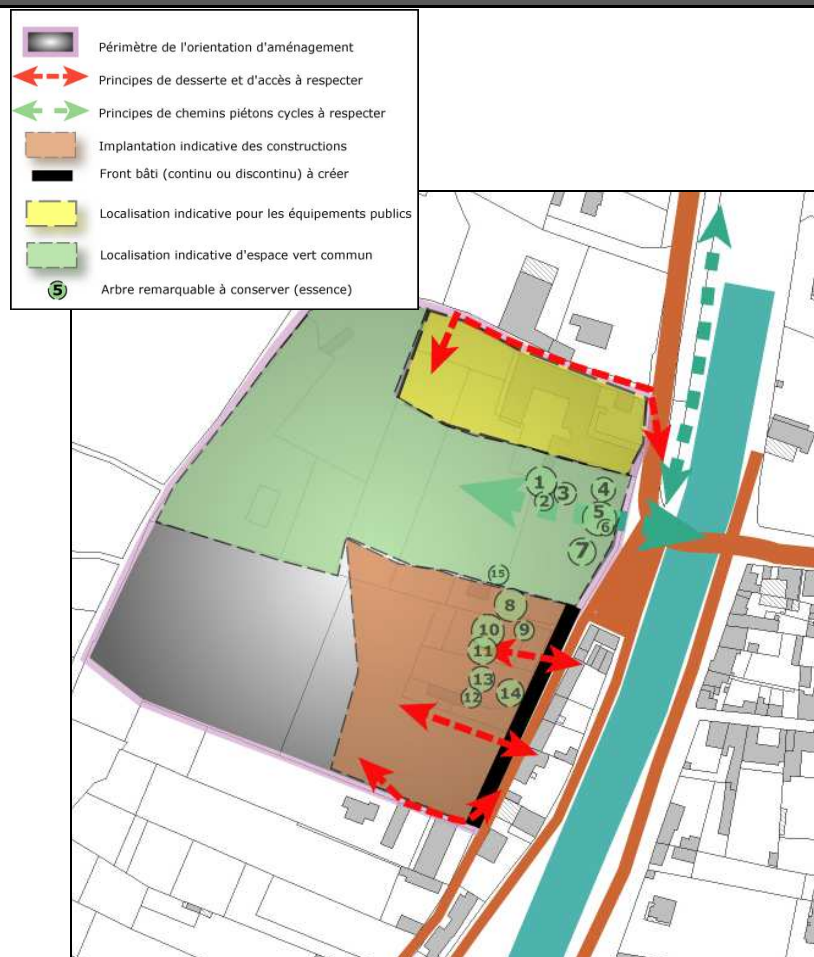 Périmètre de l'orientation d'aménagement
Principes de desserte et d'accès à respecter
Principes de chemins piétons cycles à respecter
Implantation indicative des constructions
Front bâti (continu ou discontinu) à créer
Localisation indicative pour les équipements publics
Localisation indicative d'espace vert commun
5 Arbre remarquable à conserver (essence)
1
2
3
4
5
6
7
15
8
10
9
11
13
12
14